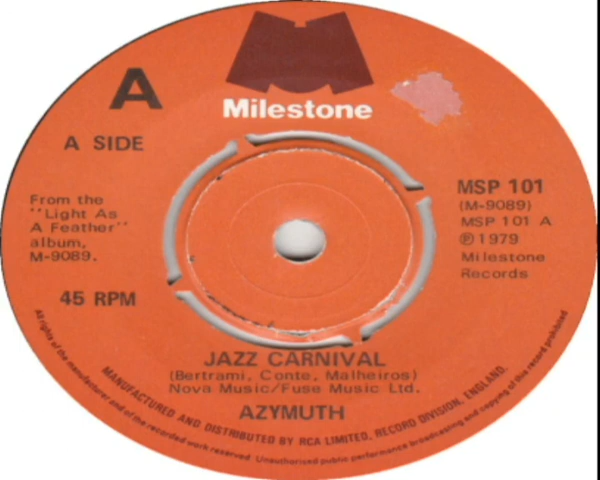 A
Milestone
A SIDE
From the
"Light As
A Feather"
album,
M-9089.
45 RPM
MSP 101
(M-9089)
MSP 101 A
℗ 1979
Milestone
Records
JAZZ CARNIVAL
(Bertrami, Conte, Malheiros)
Nova Music/Fuse Music Ltd.
AZYMUTH
MANUFACTURED AND DISTRIBUTED BY RCA LIMITED, RECORD DIVISION, ENGLAND.
All rights of the manufacturer and of the owner of the recorded work reserved Unauthorised public performance broadcasting and copying of this record prohibited